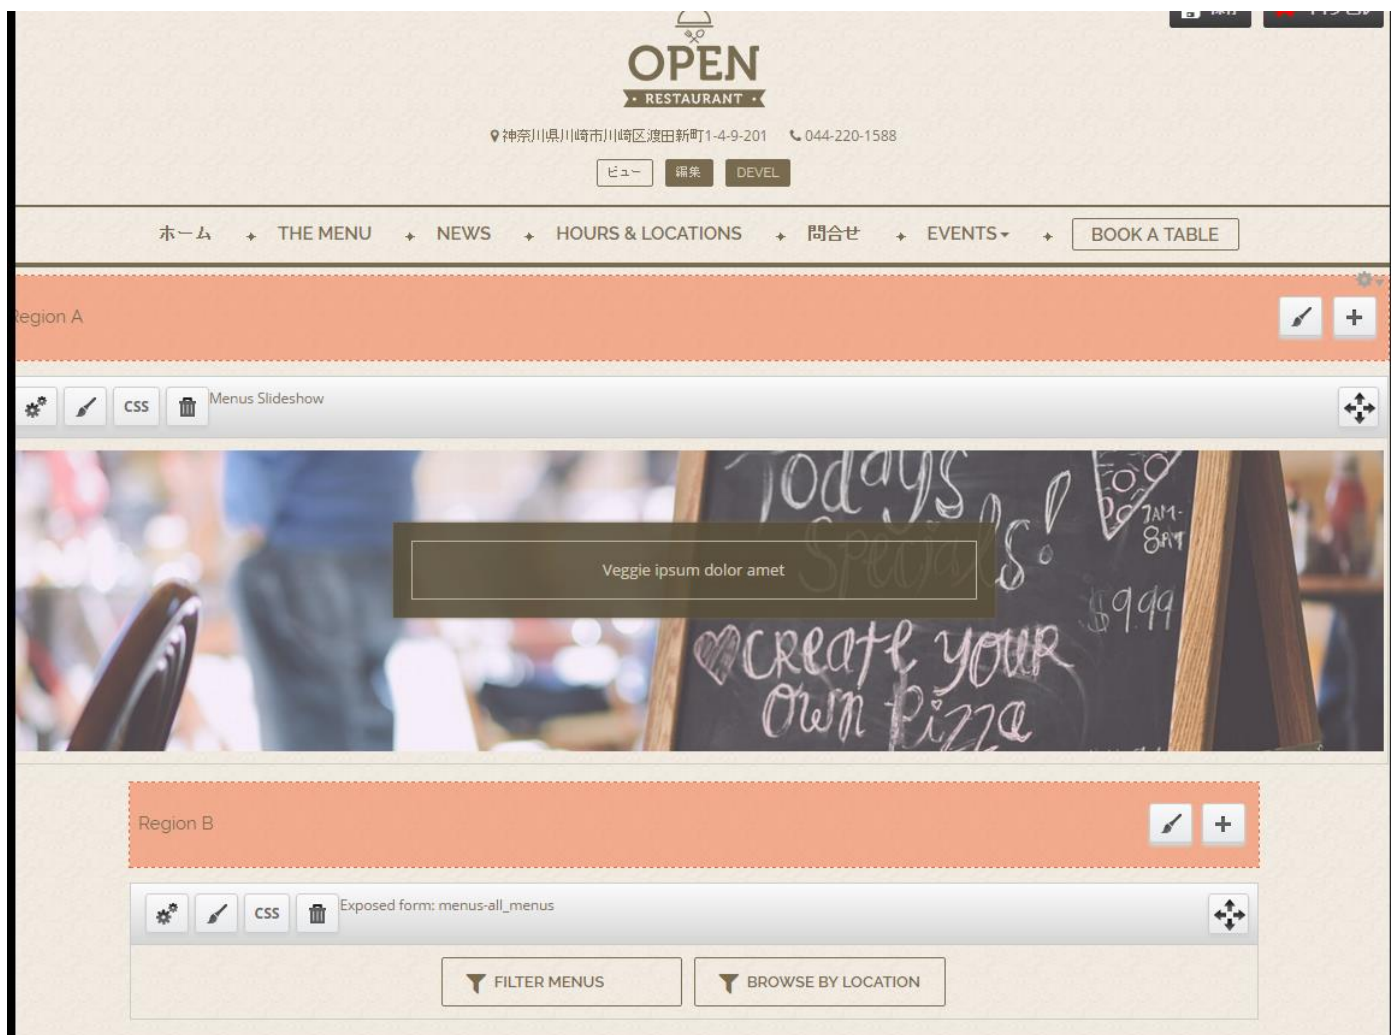 OPEN
· RESTAURANT ·
神奈川県川崎市川崎区渡田新町1-4-9-201 044-220-1588
ビュー 編集 DEVEL
ホーム THE MENU NEWS HOURS & LOCATIONS 問合せ EVENTS BOOK A TABLE
Region A
CSS Menus Slideshow
Todays
Specials!
7AM-
$9.99
Veggie ipsum dolor amet
CREATE YOUR
OWN Pizza
Region B
CSS Exposed form: menus-all_menus
FILTER MENUS BROWSE BY LOCATION